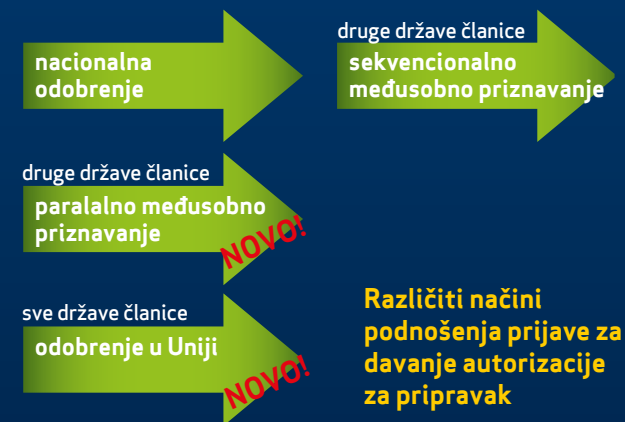 nacionalna
odobrenje
druge države članice
sekvencionalno
međusobno priznavanje
druge države članice
paralalno međusobno
priznavanje
NOVO!
sve države članice
odobrenje u Uniji
NOVO!
Različiti načini
podnošenja prijave za
davanje autorizacije
za pripravak